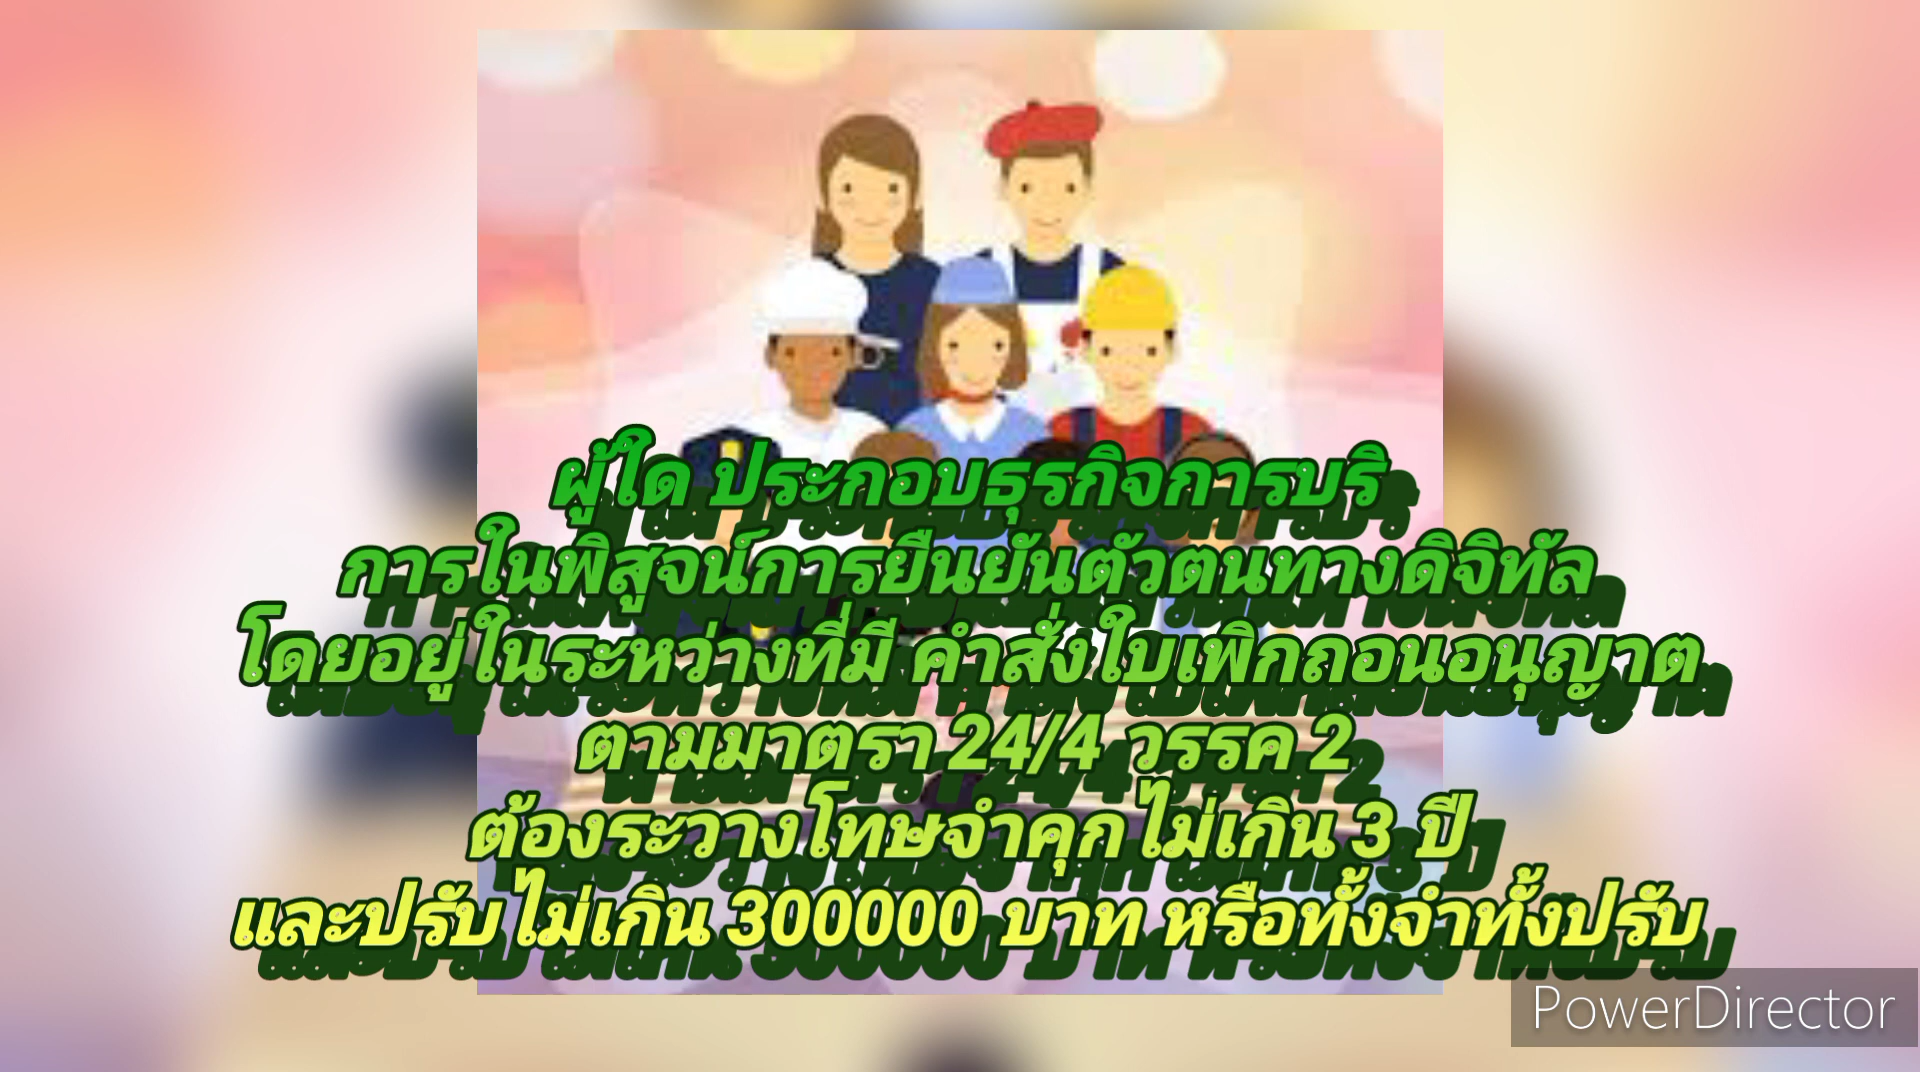 ผู้ใด ประกอบธุรกิจการบริ
การในพิสูจน์การยืนยันตัวตนทางดิจิทัล
โดยอยู่ในระหว่างที่มี คำสั่งใบเพิกถอนอนุญาต
ตามมาตรา 24/4 วรรค 2
ต้องระวางโทษจำคุกไม่เกิน 3 ปี
และปรับไม่เกิน 300000 บาท หรือทั้งจำทั้งปรับ
PowerDirector